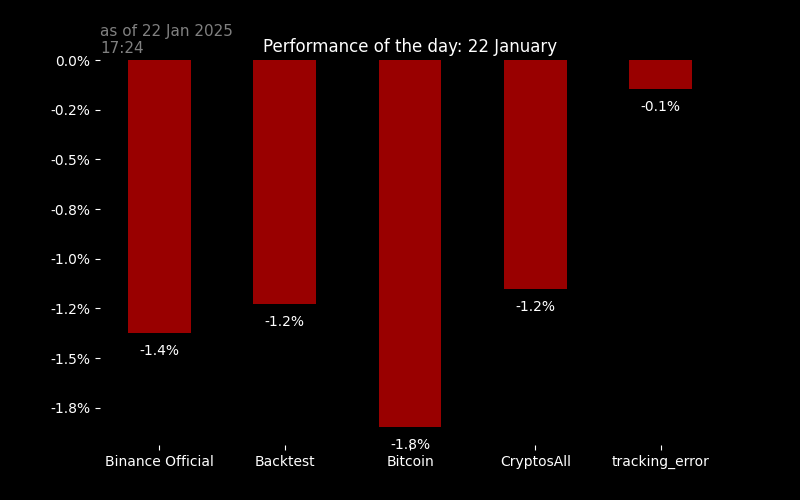 as of 22 Jan 2025
17:24
Performance of the day: 22 January
0.0%
-0.2%
-0.5%
-0.8%
-1.0%
-1.2%
-1.5%
-1.8%
-1.4%
-1.2%
-1.8%
-1.2%
-0.1%
Binance Official
Backtest
Bitcoin
CryptosAll
tracking_error